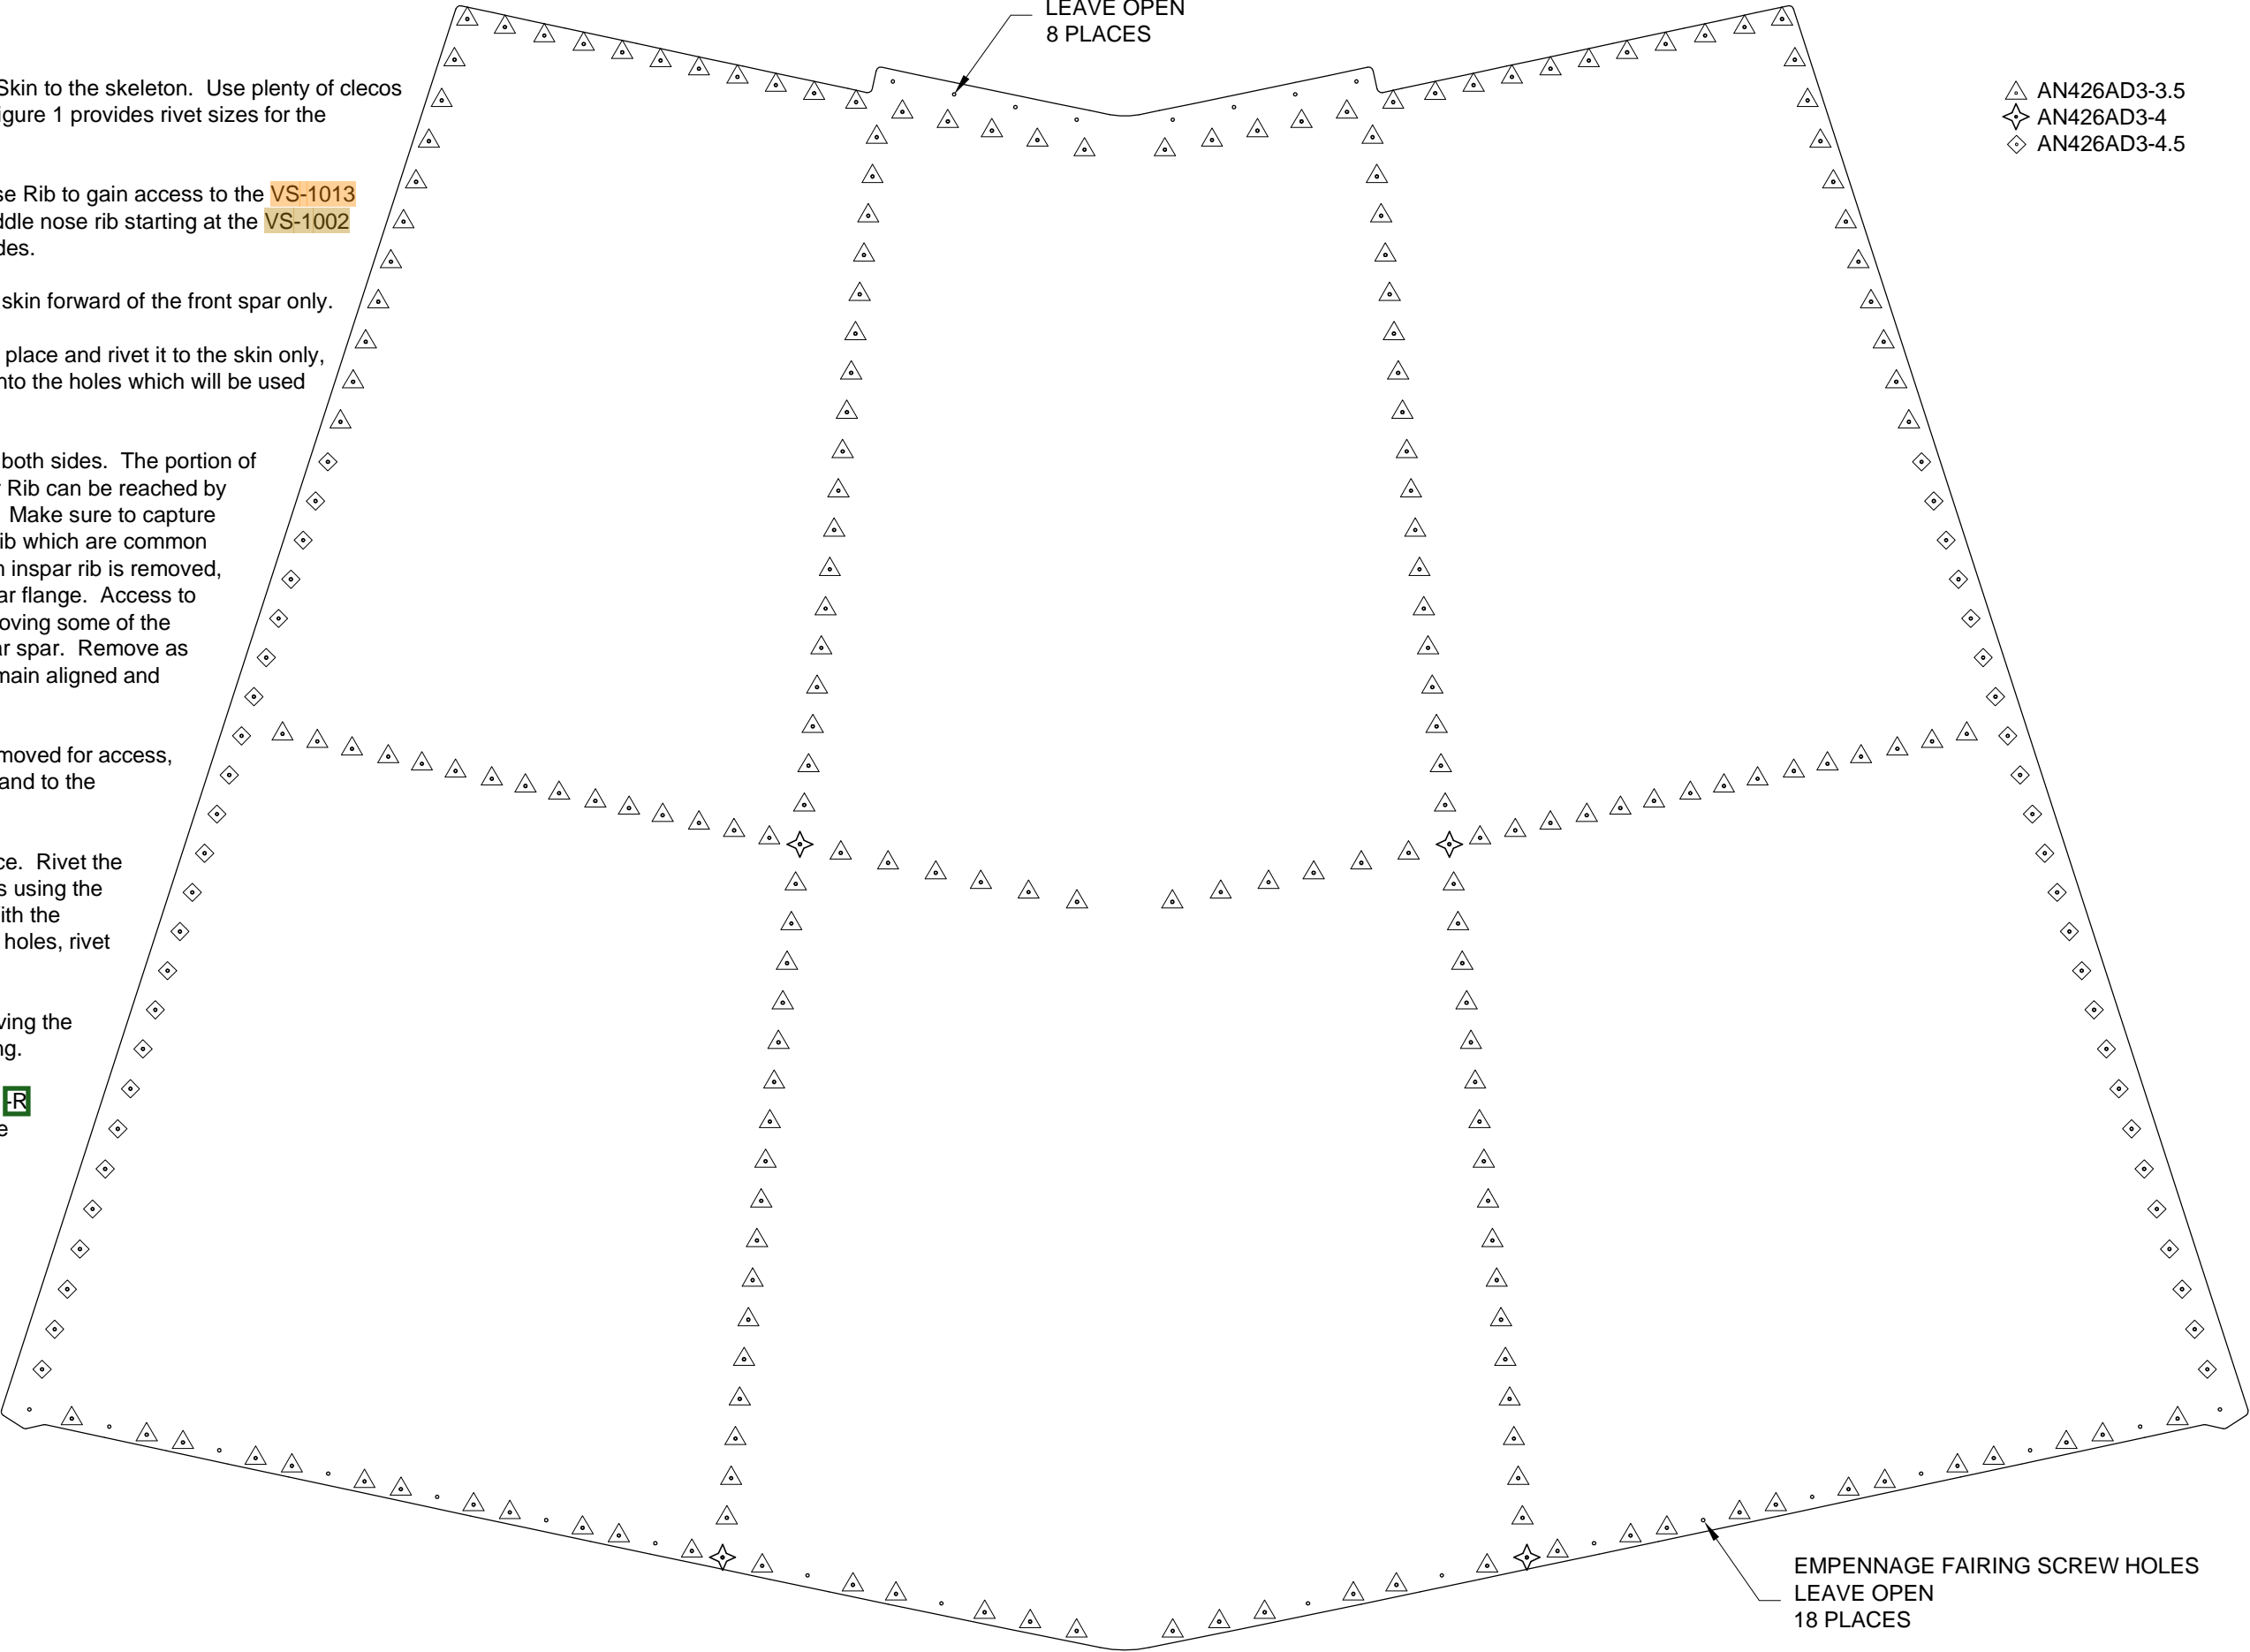 LEAVE OPEN
8 PLACES
Skin to the skeleton. Use plenty of clecos
igure 1 provides rivet sizes for the
se Rib to gain access to the VS-1013
ddle nose rib starting at the VS-1002
des.
skin forward of the front spar only.
place and rivet it to the skin only,
nto the holes which will be used
both sides. The portion of
r Rib can be reached by
Make sure to capture
ib which are common
n inspar rib is removed,
ar flange. Access to
oving some of the
ar spar. Remove as
main aligned and
moved for access,
and to the
ce. Rivet the
s using the
ith the
holes, rivet
ving the
ng.
-R
e
AN426AD3-3.5
AN426AD3-4
AN426AD3-4.5
EMPENNAGE FAIRING SCREW HOLES
LEAVE OPEN
18 PLACES